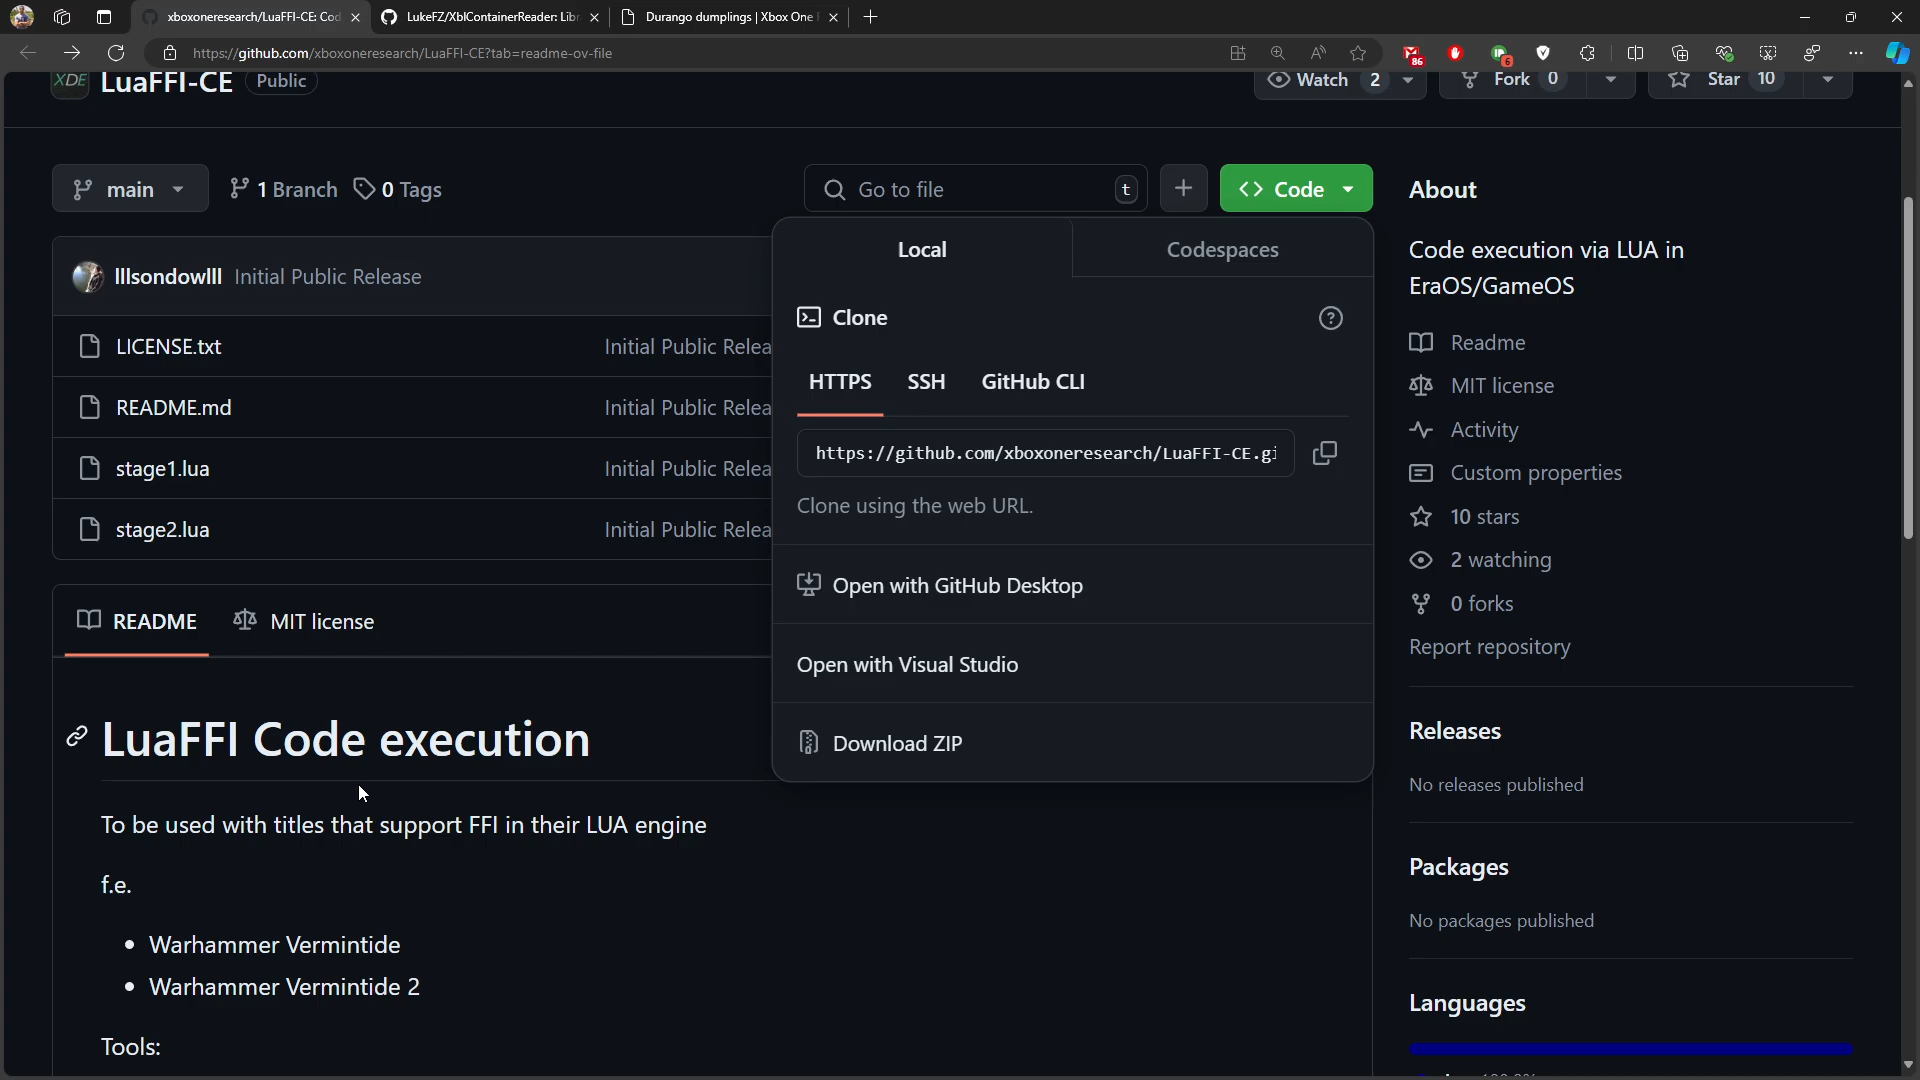 xboxoneresearch/LuaFFI-CE: Cod
LukeFZ/XblContainerReader: Lib
Durango dumplings | Xbox One
https://github.com/xboxoneresearch/LuaFFI-CE?tab=readme-ov-file
86
6
XDE LuaFFI-CE Public
Watch 2
Fork 0
Star 10
main
1 Branch
0 Tags
Go to file t
Code
About
Local
Codespaces
Code execution via LUA in
EraOS/GameOS
lllsondowlll Initial Public Release
Clone
LICENSE.txt Initial Public Relea
README.md Initial Public Relea
stage1.lua Initial Public Relea
stage2.lua Initial Public Relea
HTTPS SSH GitHub CLI
https://github.com/xboxoneresearch/LuaFFI-CE.gi
Clone using the web URL.
Open with GitHub Desktop
Open with Visual Studio
Download ZIP
Readme
MIT license
Activity
Custom properties
10 stars
2 watching
0 forks
Report repository
README MIT license
LuaFFI Code execution
To be used with titles that support FFI in their LUA engine
f.e.
Warhammer Vermintide
Warhammer Vermintide 2
Tools:
Releases
No releases published
Packages
No packages published
Languages